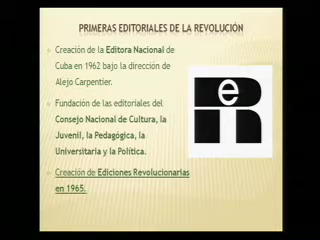 PRIMERAS EDITORIALES DE LA REVOLUCIÓN
Creación de la Editora Nacional de
Cuba en 1962 bajo la dirección de
Alejo Carpentier.
Fundación de las editoriales del
Consejo Nacional de Cultura, la
Juvenil, la Pedagógica, la
Universitaria y la Política.
Creación de Ediciones Revolucionarias
en 1965.
e
R